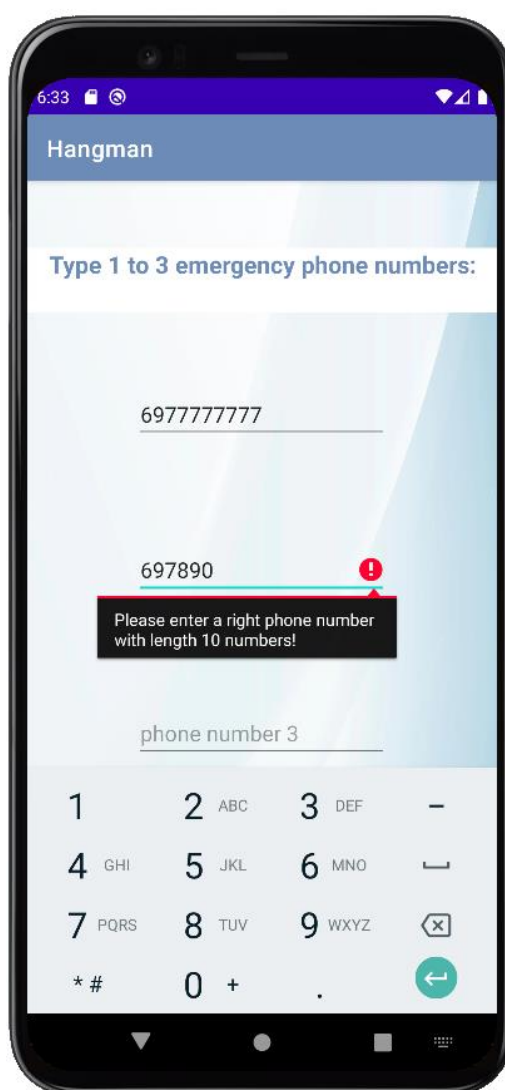 6:33
Hangman
Type 1 to 3 emergency phone numbers:
6977777777
697890
Please enter a right phone number
with length 10 numbers!
phone number 3
1 2 ABC 3 DEF –
4 GHI 5 JKL 6 MNO
7 PQRS 8 TUV 9 WXYZ
* # 0 + .